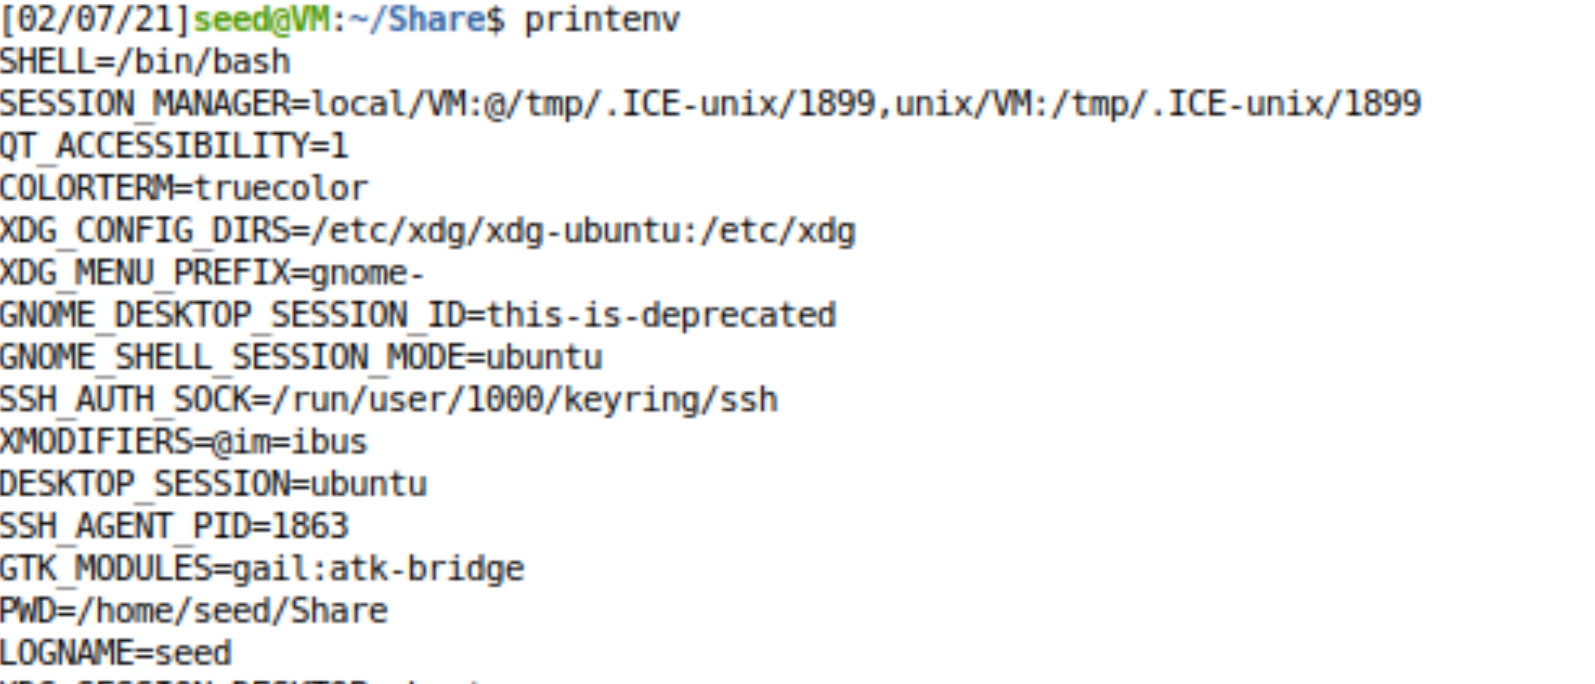 [02/07/21]seed@VM:~/Share$ printenv
SHELL=/bin/bash
SESSION_MANAGER=local/VM:@/tmp/.ICE-unix/1899,unix/VM:/tmp/.ICE-unix/1899
QT_ACCESSIBILITY=1
COLORTERM=truecolor
XDG_CONFIG_DIRS=/etc/xdg/xdg-ubuntu:/etc/xdg
XDG_MENU_PREFIX=gnome-
GNOME_DESKTOP_SESSION_ID=this-is-deprecated
GNOME_SHELL_SESSION_MODE=ubuntu
SSH_AUTH_SOCK=/run/user/1000/keyring/ssh
XMODIFIERS=@im=ibus
DESKTOP_SESSION=ubuntu
SSH_AGENT_PID=1863
GTK_MODULES=gail:atk-bridge
PWD=/home/seed/Share
LOGNAME=seed